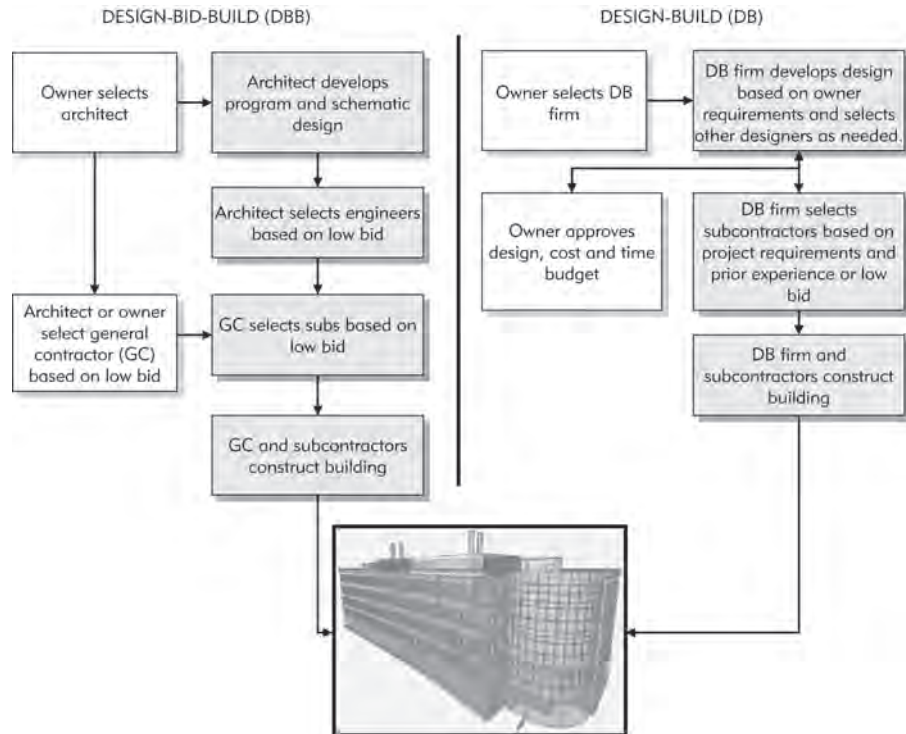 DESIGN-BID-BUILD (DBB)
Owner selects
architect
Architect develops
program and schematic
design
Architect selects engineers
based on low bid
Architect or owner
select general
contractor (GC)
based on low bid
GC selects subs based on
low bid
GC and subcontractors
construct building
DESIGN-BUILD (DB)
Owner selects DB
firm
DB firm develops design
based on owner
requirements and selects
other designers as needed.
Owner approves
design, cost and time
budget
DB firm selects
subcontractors based on
project requirements and
prior experience or low
bid
DB firm and
subcontractors construct
building